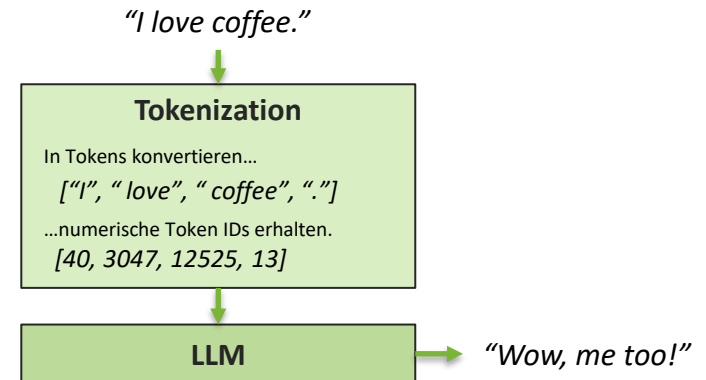 “I love coffee.”
Tokenization
In Tokens konvertieren…
[“I”, “ love”, “ coffee”, “.”]
…numerische Token IDs erhalten.
[40, 3047, 12525, 13]
LLM
“Wow, me too!”